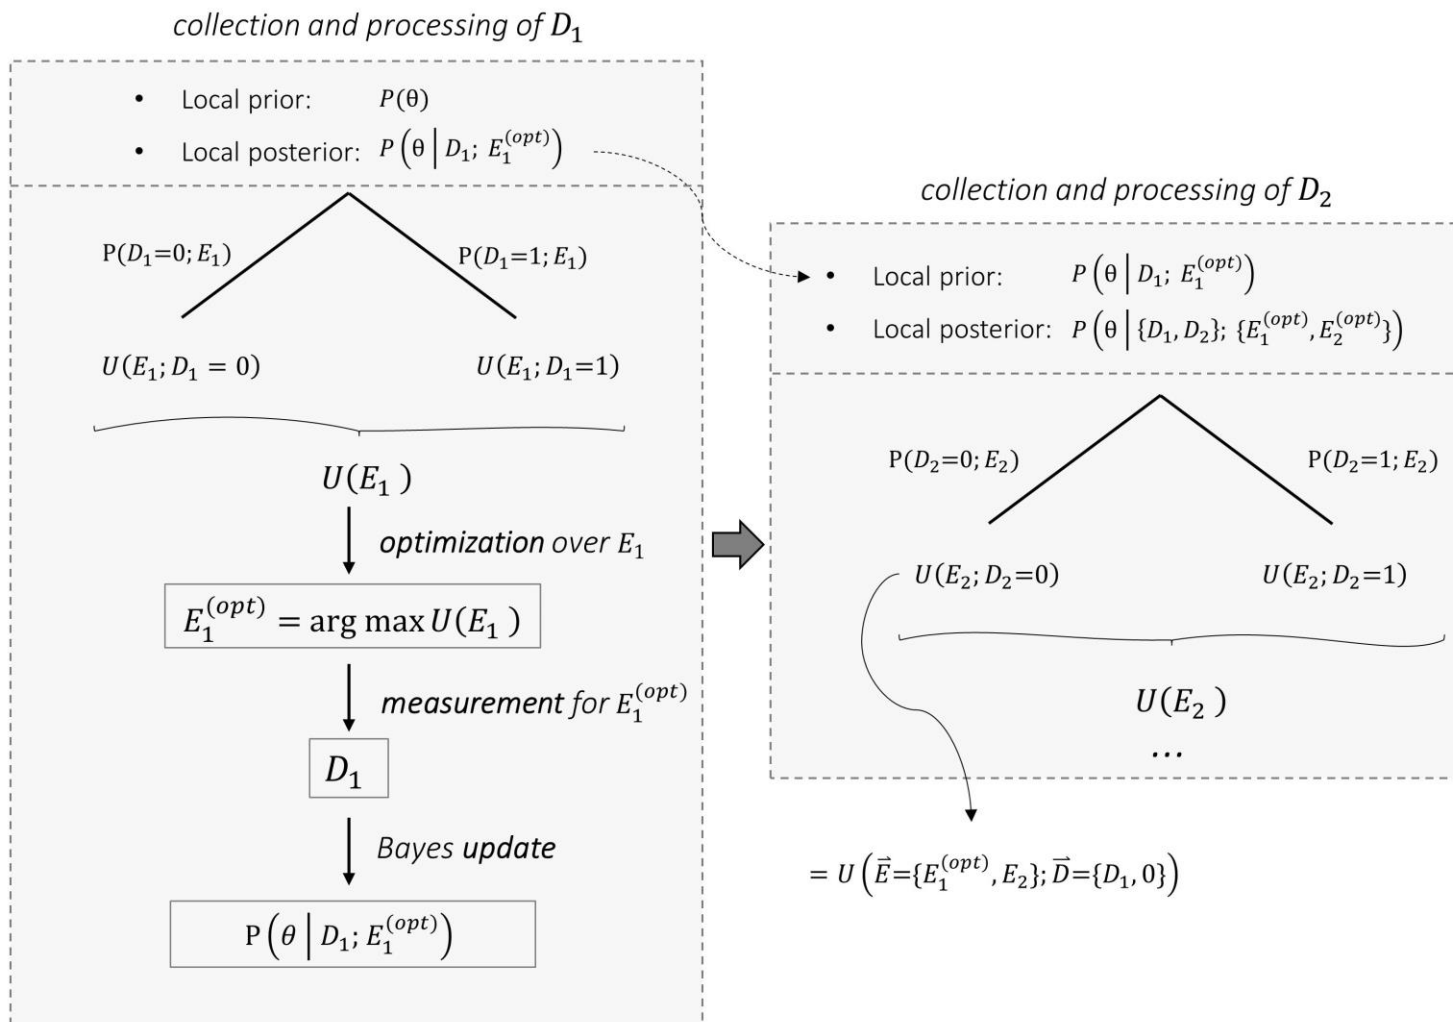 collection and processing of D₁
• Local prior: P(θ)
• Local posterior: P(θ | D₁; E₁^(opt))
P(D₁=0; E₁) P(D₁=1; E₁)
U(E₁; D₁ = 0) U(E₁; D₁=1)
U(E₁ )
optimization over E₁
E₁^(opt) = arg max U(E₁ )
measurement for E₁^(opt)
D₁
Bayes update
P(θ | D₁; E₁^(opt))
collection and processing of D₂
• Local prior: P(θ | D₁; E₁^(opt))
• Local posterior: P(θ | {D₁, D₂}; {E₁^(opt), E₂^(opt)})
P(D₂=0; E₂) P(D₂=1; E₂)
U(E₂; D₂=0) U(E₂; D₂=1)
U(E₂ )
...
= U(E⃗={E₁^(opt), E₂}; D⃗={D₁, 0})